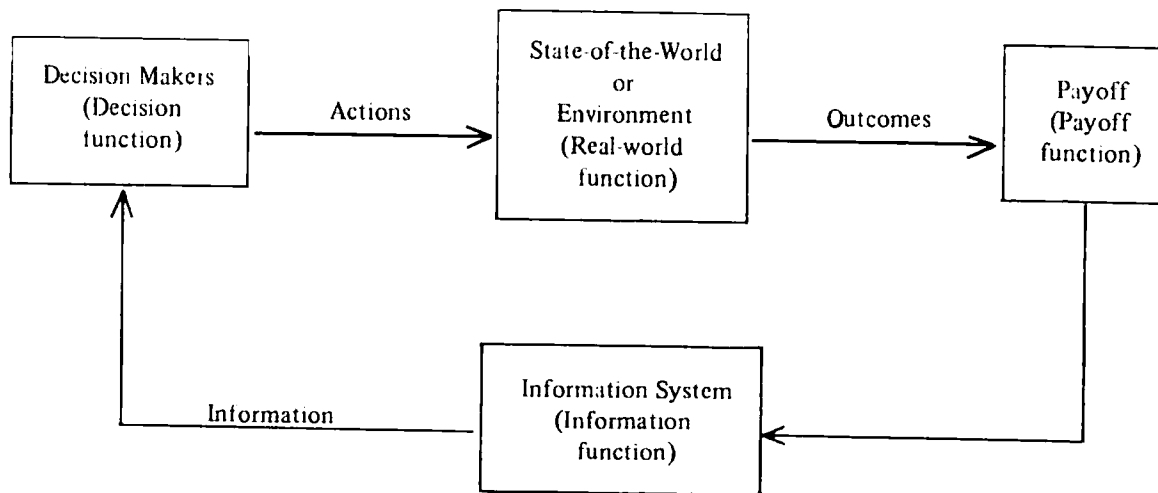 Decision Makers
(Decision
function)
Actions
State-of-the-World
or
Environment
(Real-world
function)
Outcomes
Payoff
(Payoff
function)
Information System
(Information
function)
Information